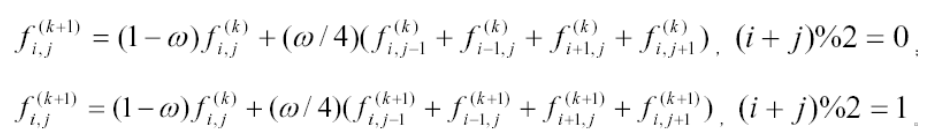 f_{i,j}^{(k+1)} = (1−ω)f_{i,j}^{(k)} + (ω/4)(f_{i,j−1}^{(k)} + f_{i−1,j}^{(k)} + f_{i+1,j}^{(k)} + f_{i,j+1}^{(k)})，(i+j)%2=0；
f_{i,j}^{(k+1)} = (1−ω)f_{i,j}^{(k)} + (ω/4)(f_{i,j−1}^{(k+1)} + f_{i−1,j}^{(k+1)} + f_{i+1,j}^{(k+1)} + f_{i,j+1}^{(k+1)})，(i+j)%2=1。